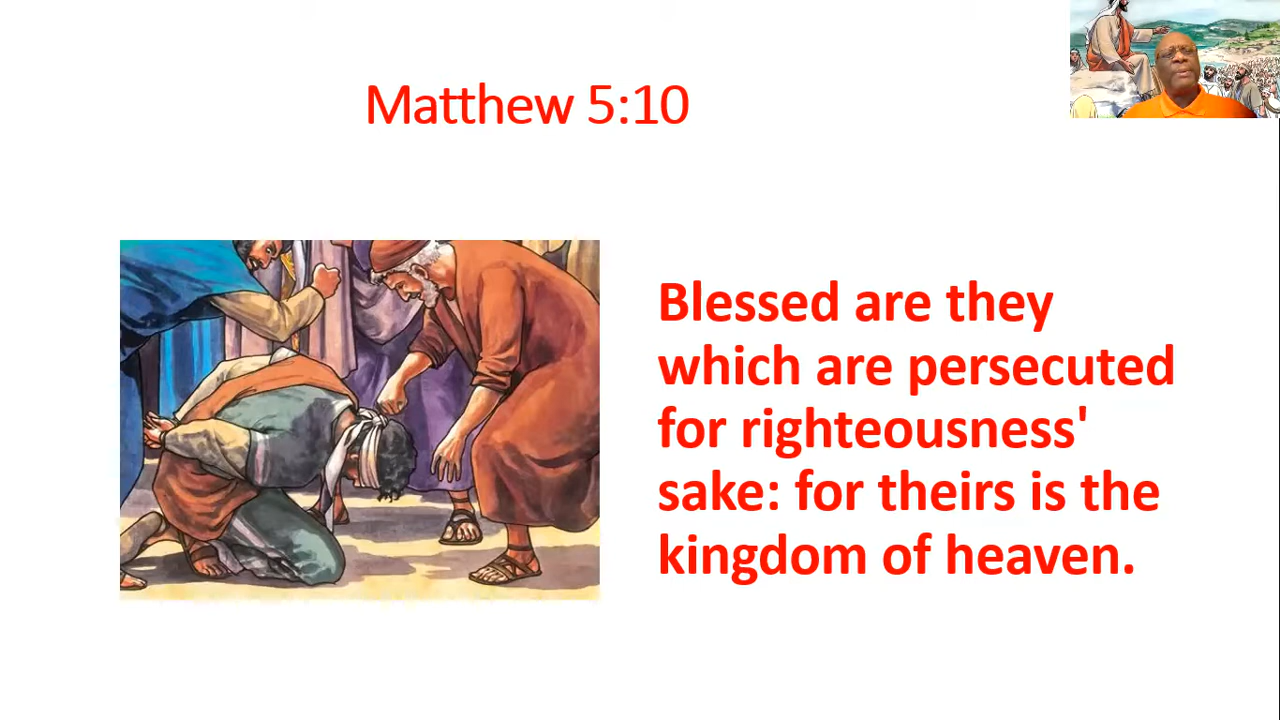 Matthew 5:10
Blessed are they
which are persecuted
for righteousness'
sake: for theirs is the
kingdom of heaven.